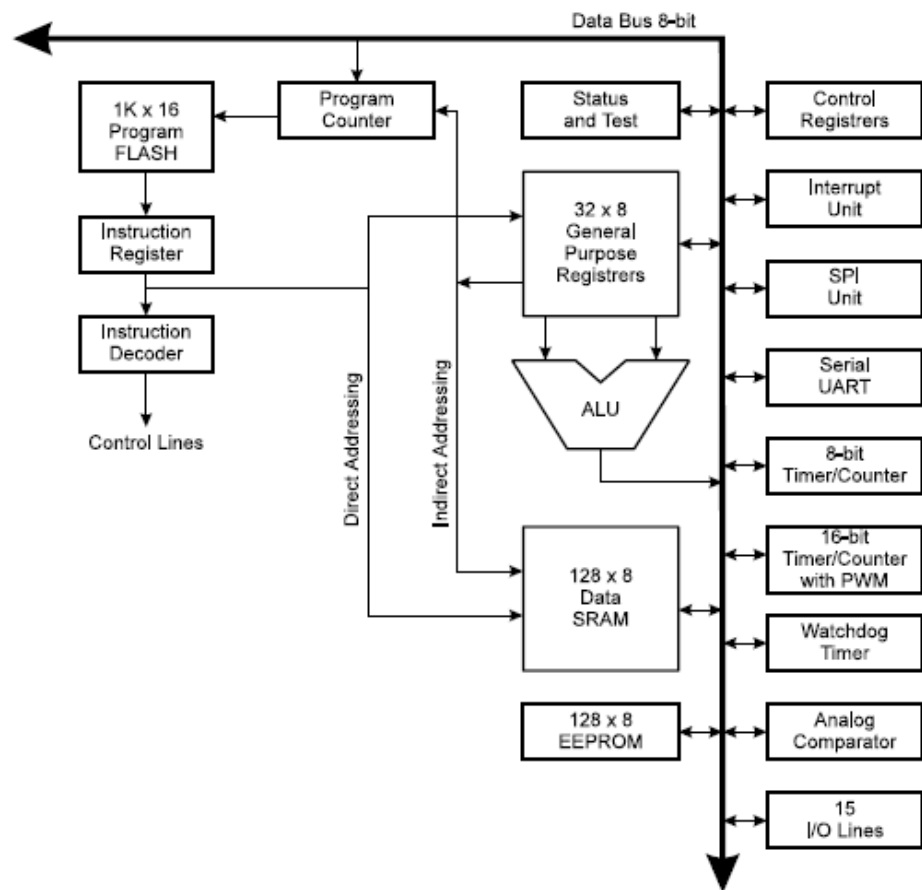 Data Bus 8-bit
1K x 16
Program
FLASH
Program
Counter
Status
and Test
Control
Registrers
Instruction
Register
32 x 8
General
Purpose
Registrers
Interrupt
Unit
SPI
Unit
Instruction
Decoder
Control Lines
Direct Addressing
Indirect Addressing
ALU
Serial
UART
8-bit
Timer/Counter
128 x 8
Data
SRAM
16-bit
Timer/Counter
with PWM
Watchdog
Timer
128 x 8
EEPROM
Analog
Comparator
15
I/O Lines